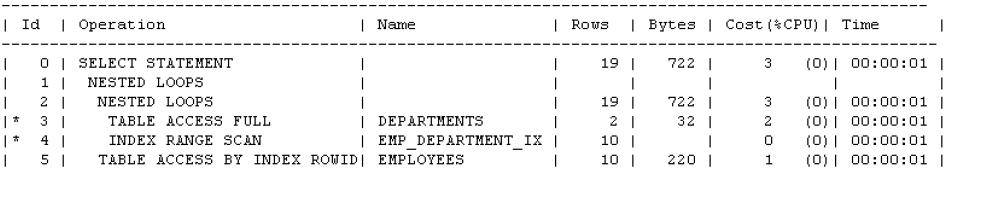 --------------------------------------------------------------------------------------------------
| Id  | Operation                    | Name              | Rows  | Bytes | Cost (%CPU)| Time     |
--------------------------------------------------------------------------------------------------
|   0 | SELECT STATEMENT             |                   |    19 |   722 |     3   (0)| 00:00:01 |
|   1 |  NESTED LOOPS                |                   |       |       |            |          |
|   2 |   NESTED LOOPS               |                   |    19 |   722 |     3   (0)| 00:00:01 |
|*  3 |    TABLE ACCESS FULL         | DEPARTMENTS       |     2 |    32 |     2   (0)| 00:00:01 |
|*  4 |    INDEX RANGE SCAN          | EMP_DEPARTMENT_IX |    10 |       |     0   (0)| 00:00:01 |
|   5 |   TABLE ACCESS BY INDEX ROWID| EMPLOYEES         |    10 |   220 |     1   (0)| 00:00:01 |